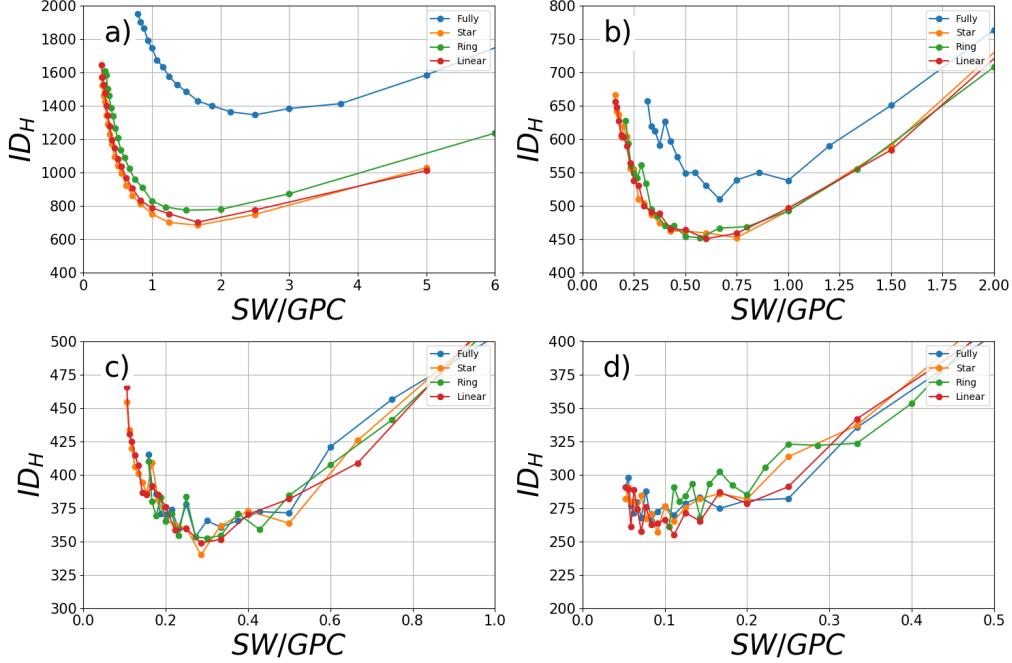 a)
2000
1800
1600
1400
1200
1000
800
600
400
ID_H
0
1
2
3
4
5
6
SW/GPC
Fully
Star
Ring
Linear
b)
800
750
700
650
600
550
500
450
400
ID_H
0.00
0.25
0.50
0.75
1.00
1.25
1.50
1.75
2.00
SW/GPC
Fully
Star
Ring
Linear
c)
500
475
450
425
400
375
350
325
300
ID_H
0.0
0.2
0.4
0.6
0.8
1.0
SW/GPC
Fully
Star
Ring
Linear
d)
400
375
350
325
300
275
250
225
200
ID_H
0.0
0.1
0.2
0.3
0.4
0.5
SW/GPC
Fully
Star
Ring
Linear